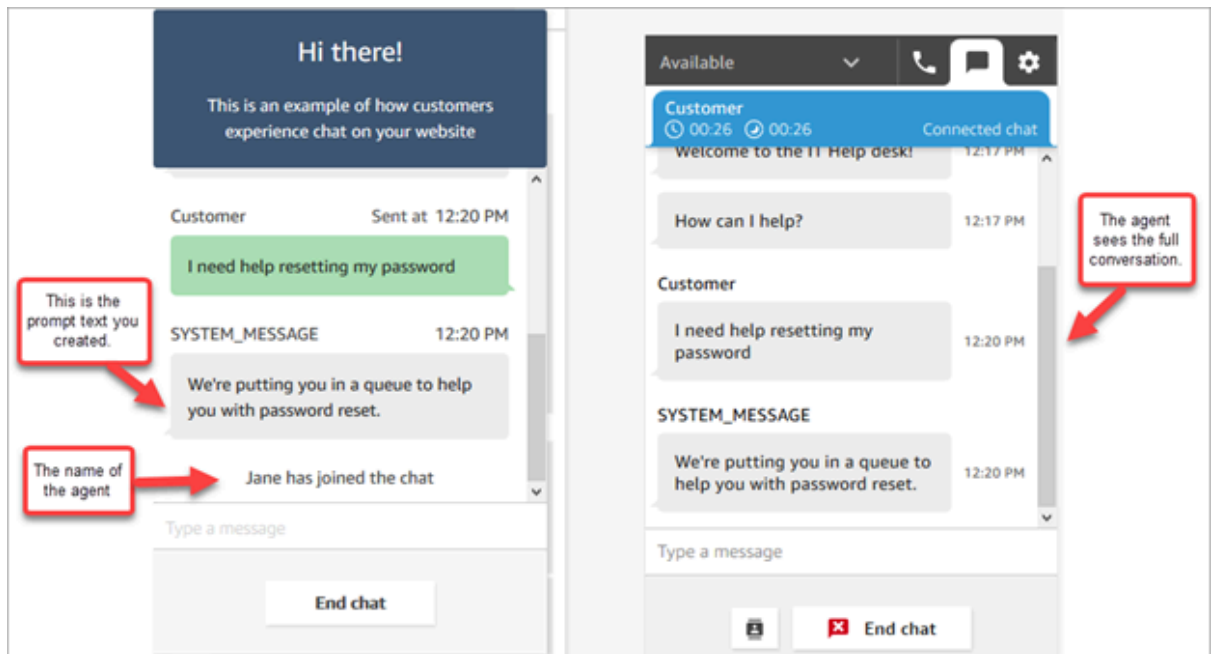 Hi there!
This is an example of how customers
experience chat on your website
Customer Sent at 12:20 PM
I need help resetting my password
This is the
prompt text you
created.
SYSTEM_MESSAGE 12:20 PM
We're putting you in a queue to help
you with password reset.
The name of
the agent
Jane has joined the chat
Type a message
End chat
Available
Customer
00:26 00:26 Connected chat
Welcome to the IT Help desk! 12:17 PM
How can I help? 12:17 PM
The agent
sees the full
conversation.
Customer
I need help resetting my
password
12:20 PM
SYSTEM_MESSAGE
We're putting you in a queue to
help you with password reset.
12:20 PM
Type a message
End chat